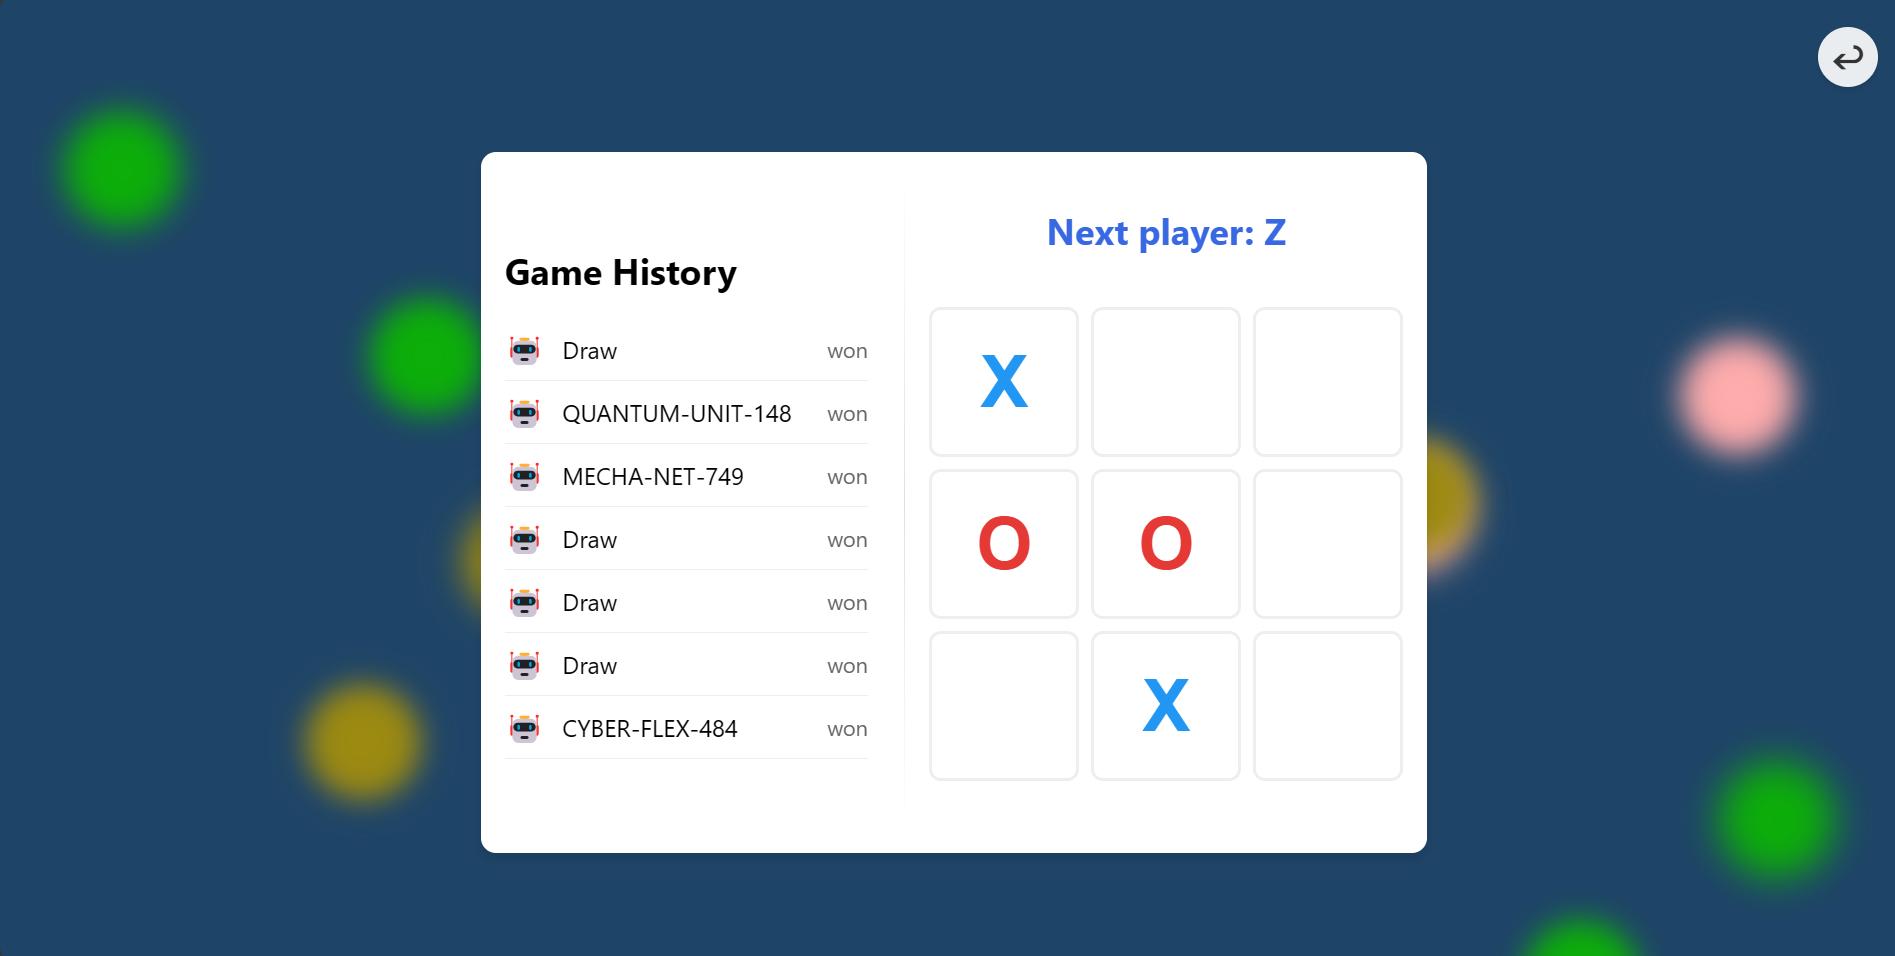 Game History
Draw won
QUANTUM-UNIT-148 won
MECHA-NET-749 won
Draw won
Draw won
Draw won
CYBER-FLEX-484 won
Next player: Z
X
O O
X